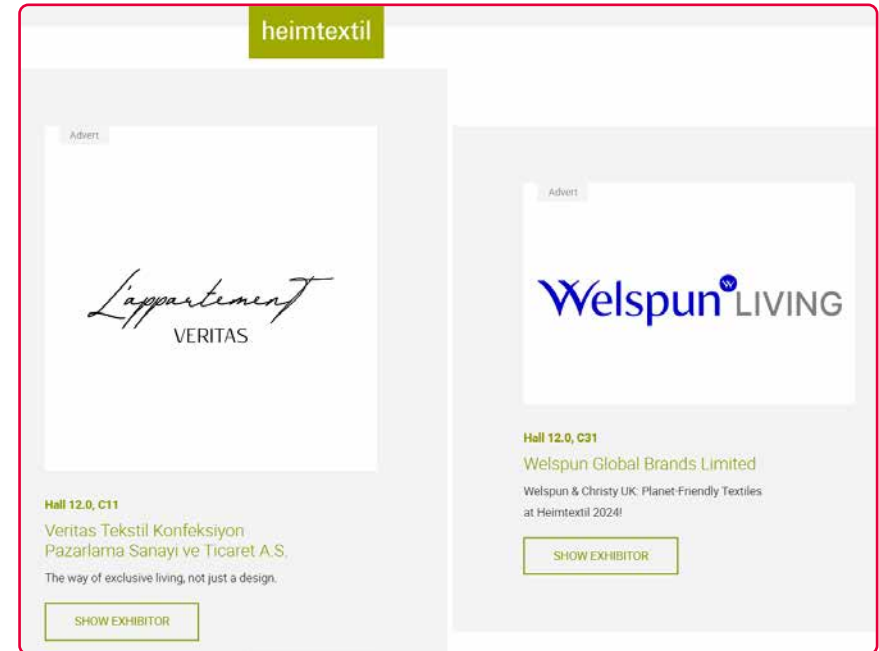 heimtextil
Advert
L'appartement
VERITAS
Hall 12.0, C11
Veritas Tekstil Konfeksiyon
Pazarlama Sanayi ve Ticaret A.S.
The way of exclusive living, not just a design.
SHOW EXHIBITOR
Advert
Welspun W LIVING
Hall 12.0, C31
Welspun Global Brands Limited
Welspun & Christy UK: Planet-Friendly Textiles
at Heimtextil 2024!
SHOW EXHIBITOR